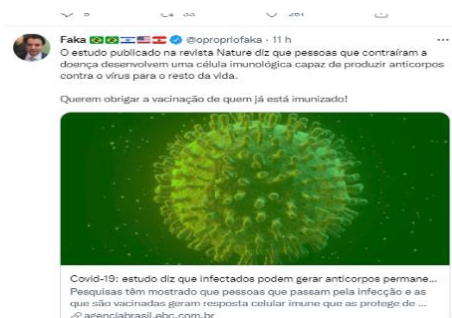 Faka @opropriofaka · 11 h
O estudo publicado na revista Nature diz que pessoas que contraíram a
doença desenvolvem uma célula imunológica capaz de produzir anticorpos
contra o vírus para o resto da vida.
Querem obrigar a vacinação de quem já está imunizado!
Covid-19: estudo diz que infectados podem gerar anticorpos permane...
Pesquisas têm mostrado que pessoas que passam pela infecção e as
que são vacinadas geram resposta celular imune que as protege de ...
agenciabrasil.ebc.com.br